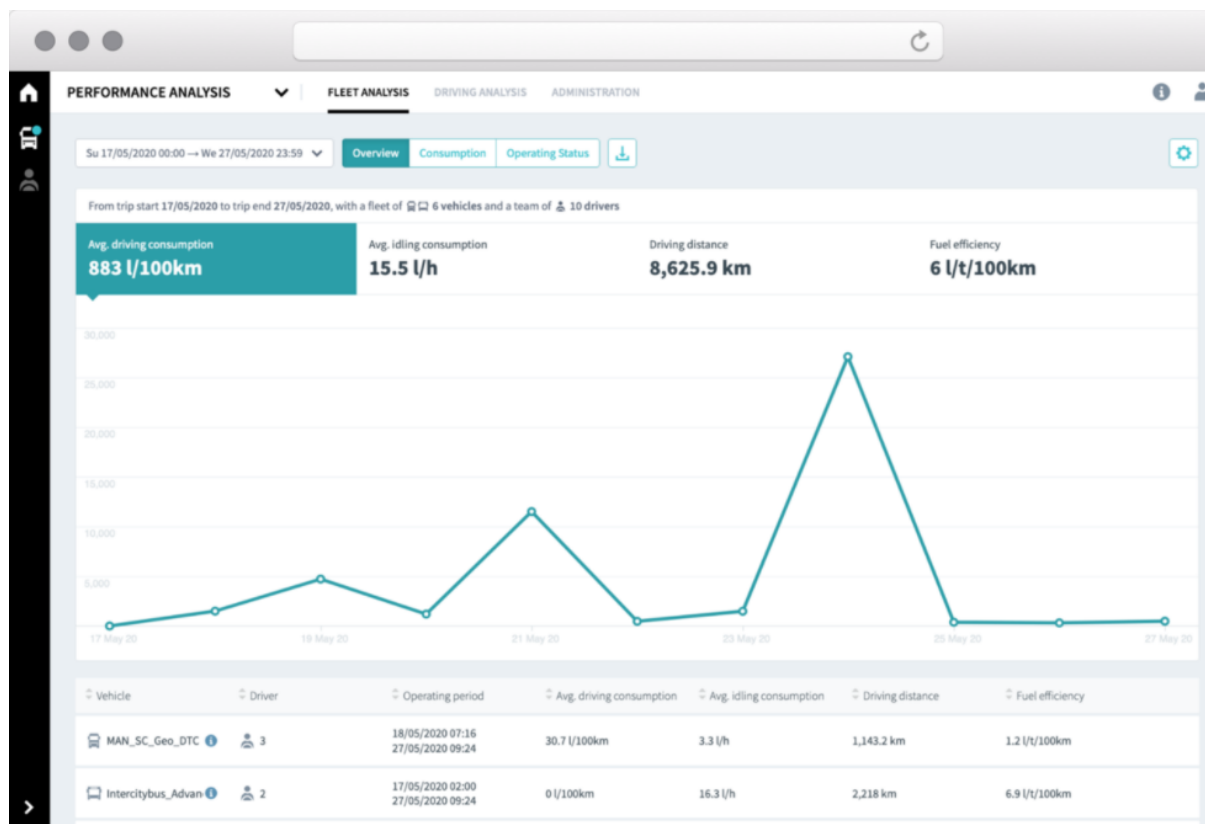 PERFORMANCE ANALYSIS FLEET ANALYSIS DRIVING ANALYSIS ADMINISTRATION
Su 17/05/2020 00:00 → We 27/05/2020 23:59 Overview Consumption Operating Status
From trip start 17/05/2020 to trip end 27/05/2020, with a fleet of 6 vehicles and a team of 10 drivers
Avg. driving consumption Avg. idling consumption Driving distance Fuel efficiency
883 l/100km 15.5 l/h 8,625.9 km 6 l/t/100km
30,000
25,000
20,000
15,000
10,000
5,000
17 May 20 19 May 20 21 May 20 23 May 20 25 May 20 27 May 20
Vehicle Driver Operating period Avg. driving consumption Avg. idling consumption Driving distance Fuel efficiency
MAN_SC_Geo_DTC 3 18/05/2020 07:16 30.7 l/100km 3.3 l/h 1,143.2 km 1.2 l/t/100km
27/05/2020 09:24
Intercitybus_Advan 2 17/05/2020 02:00 0 l/100km 16.3 l/h 2,218 km 6.9 l/t/100km
27/05/2020 09:24